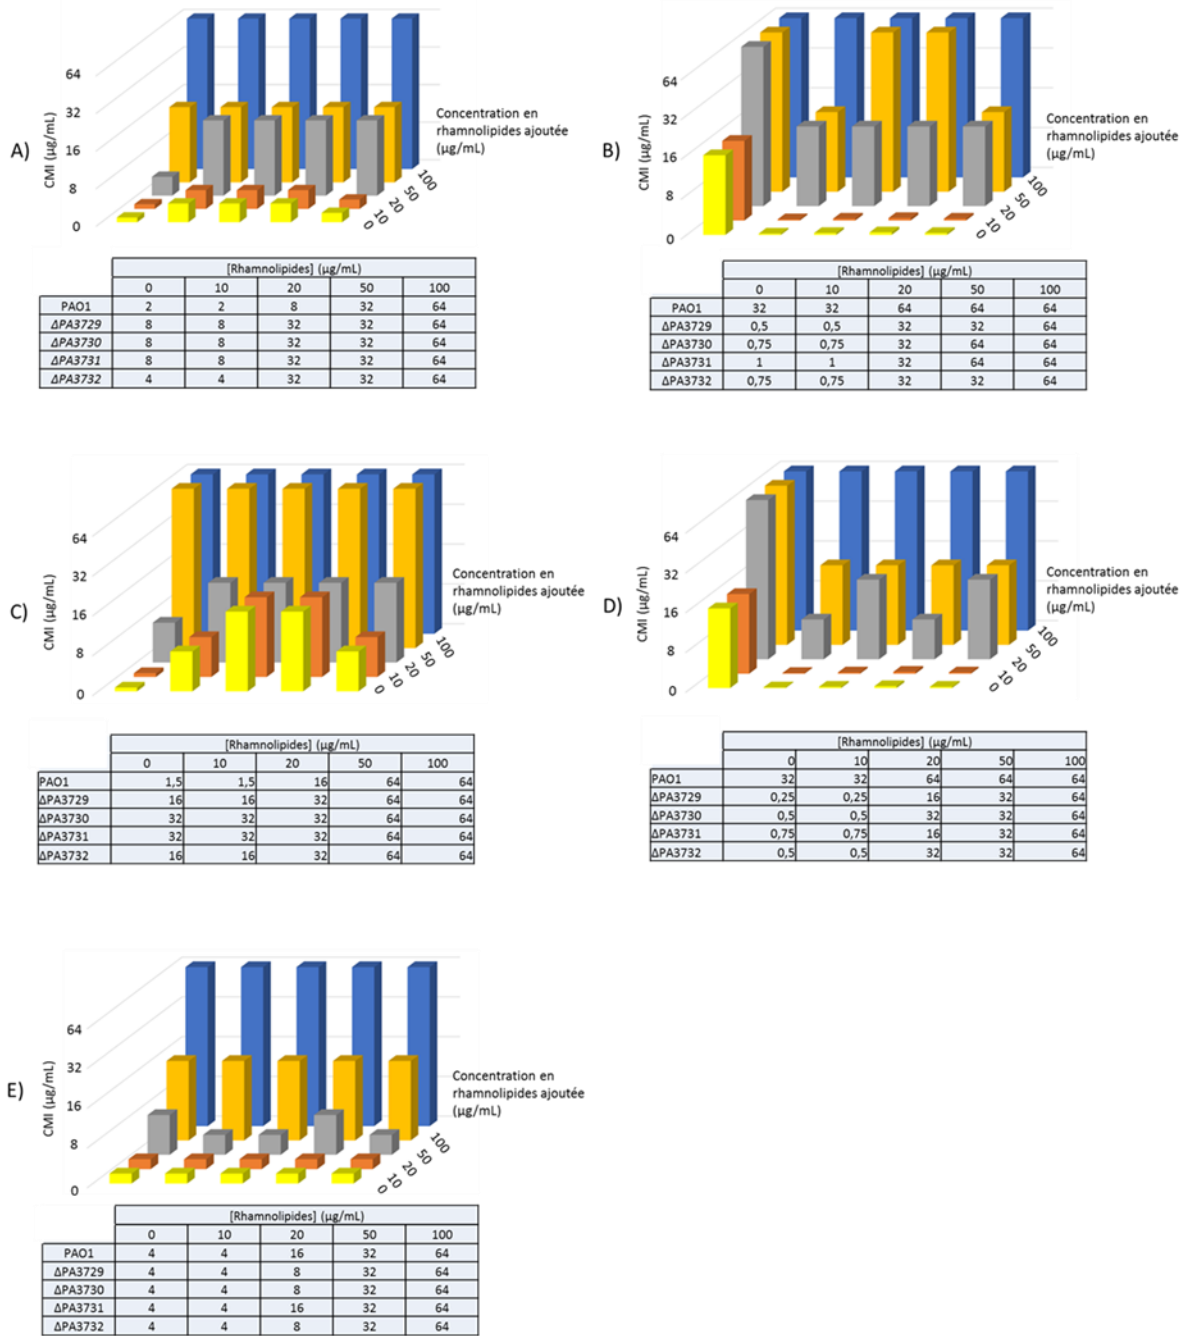 A)
CMI (µg/mL)
64
32
16
8
0
0
10
20
50
100
Concentration en
rhamnolipides ajoutée
(µg/mL)
[Rhamnolipides] (µg/mL)
0 10 20 50 100
PAO1 2 2 8 32 64
ΔPA3729 8 8 32 32 64
ΔPA3730 8 8 32 32 64
ΔPA3731 8 8 32 32 64
ΔPA3732 4 4 32 32 64
B)
CMI (µg/mL)
64
32
16
8
0
0
10
20
50
100
Concentration en
rhamnolipides ajoutée
(µg/mL)
[Rhamnolipides] (µg/mL)
0 10 20 50 100
PAO1 32 32 64 64 64
ΔPA3729 0,5 0,5 32 32 64
ΔPA3730 0,75 0,75 32 64 64
ΔPA3731 1 1 32 64 64
ΔPA3732 0,75 0,75 32 32 64
C)
CMI (µg/mL)
64
32
16
8
0
0
10
20
50
100
Concentration en
rhamnolipides ajoutée
(µg/mL)
[Rhamnolipides] (µg/mL)
0 10 20 50 100
PAO1 1,5 1,5 16 64 64
ΔPA3729 16 16 32 64 64
ΔPA3730 32 32 32 64 64
ΔPA3731 32 32 32 64 64
ΔPA3732 16 16 32 64 64
D)
CMI (µg/mL)
64
32
16
8
0
0
10
20
50
100
Concentration en
rhamnolipides ajoutée
(µg/mL)
[Rhamnolipides] (µg/mL)
0 10 20 50 100
PAO1 32 32 64 64 64
ΔPA3729 0,25 0,25 16 32 64
ΔPA3730 0,5 0,5 32 32 64
ΔPA3731 0,75 0,75 16 32 64
ΔPA3732 0,5 0,5 32 32 64
E)
CMI (µg/mL)
64
32
16
8
0
0
10
20
50
100
Concentration en
rhamnolipides ajoutée
(µg/mL)
[Rhamnolipides] (µg/mL)
0 10 20 50 100
PAO1 4 4 16 32 64
ΔPA3729 4 4 8 32 64
ΔPA3730 4 4 8 32 64
ΔPA3731 4 4 16 32 64
ΔPA3732 4 4 8 32 64